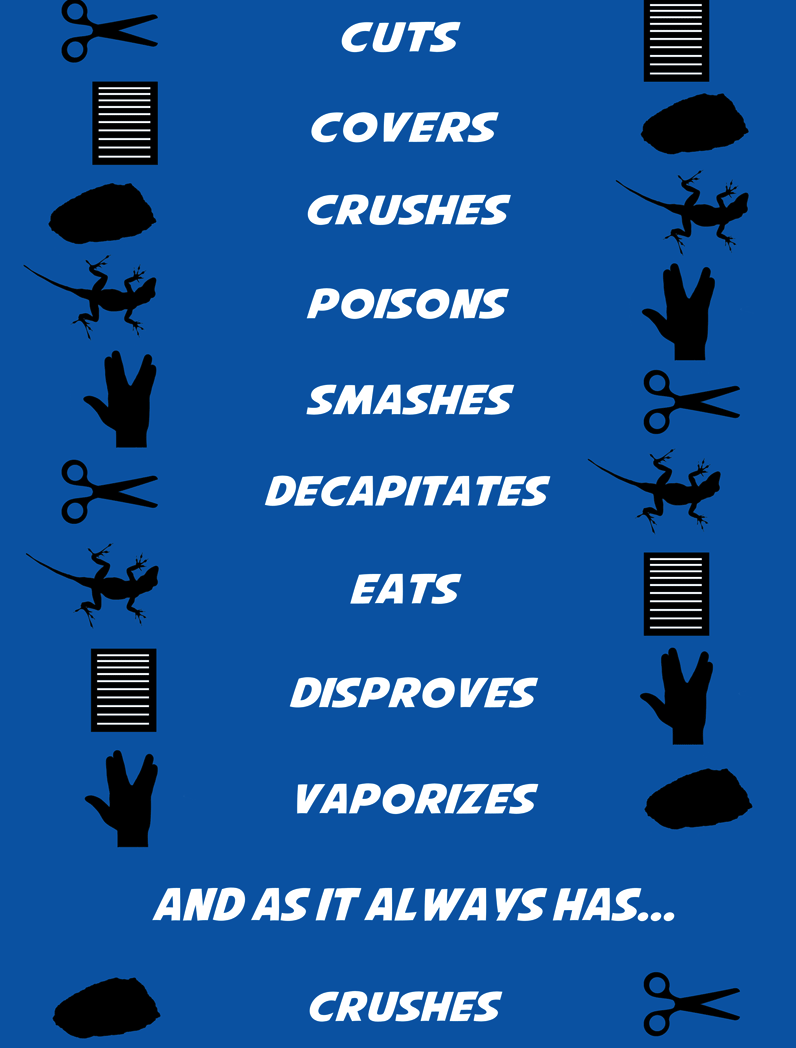 CUTS
COVERS
CRUSHES
POISONS
SMASHES
DECAPITATES
EATS
DISPROVES
VAPORIZES
AND AS IT ALWAYS HAS...
CRUSHES